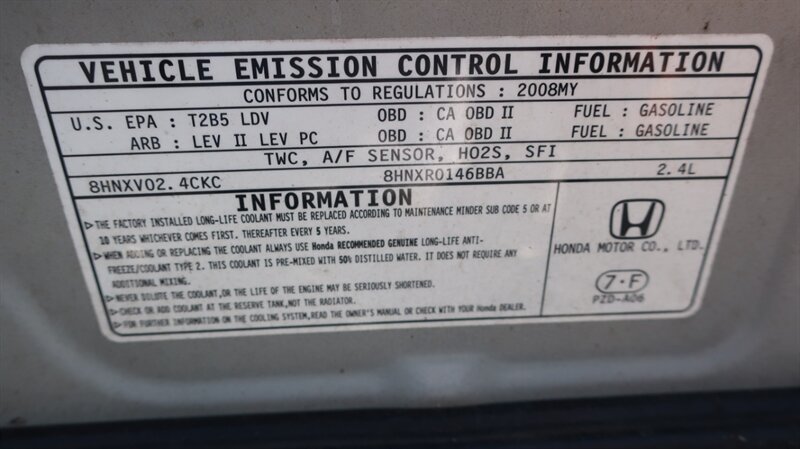 VEHICLE EMISSION CONTROL INFORMATION
CONFORMS TO REGULATIONS : 2008MY
U.S. EPA : T2B5 LDV OBD : CA OBD II FUEL : GASOLINE
ARB : LEV II LEV PC OBD : CA OBD II FUEL : GASOLINE
TWC, A/F SENSOR, HO2S, SFI
8HNXV02.4CKC 8HNXR0146BBA 2.4L
INFORMATION
▷THE FACTORY INSTALLED LONG-LIFE COOLANT MUST BE REPLACED ACCORDING TO MAINTENANCE MINDER SUB CODE 5 OR AT
10 YEARS WHICHEVER COMES FIRST. THEREAFTER EVERY 5 YEARS.
▷WHEN ADDING OR REPLACING THE COOLANT ALWAYS USE Honda RECOMMENDED GENUINE LONG-LIFE ANTI-
FREEZE/COOLANT TYPE 2. THIS COOLANT IS PRE-MIXED WITH 50% DISTILLED WATER. IT DOES NOT REQUIRE ANY
ADDITIONAL MIXING.
▷NEVER DILUTE THE COOLANT,OR THE LIFE OF THE ENGINE MAY BE SERIOUSLY SHORTENED.
▷CHECK OR ADD COOLANT AT THE RESERVE TANK,NOT THE RADIATOR.
▷FOR FURTHER INFORMATION ON THE COOLING SYSTEM,READ THE OWNER'S MANUAL OR CHECK WITH YOUR Honda DEALER.
HONDA MOTOR CO., LTD.
7·F
PZD-A06